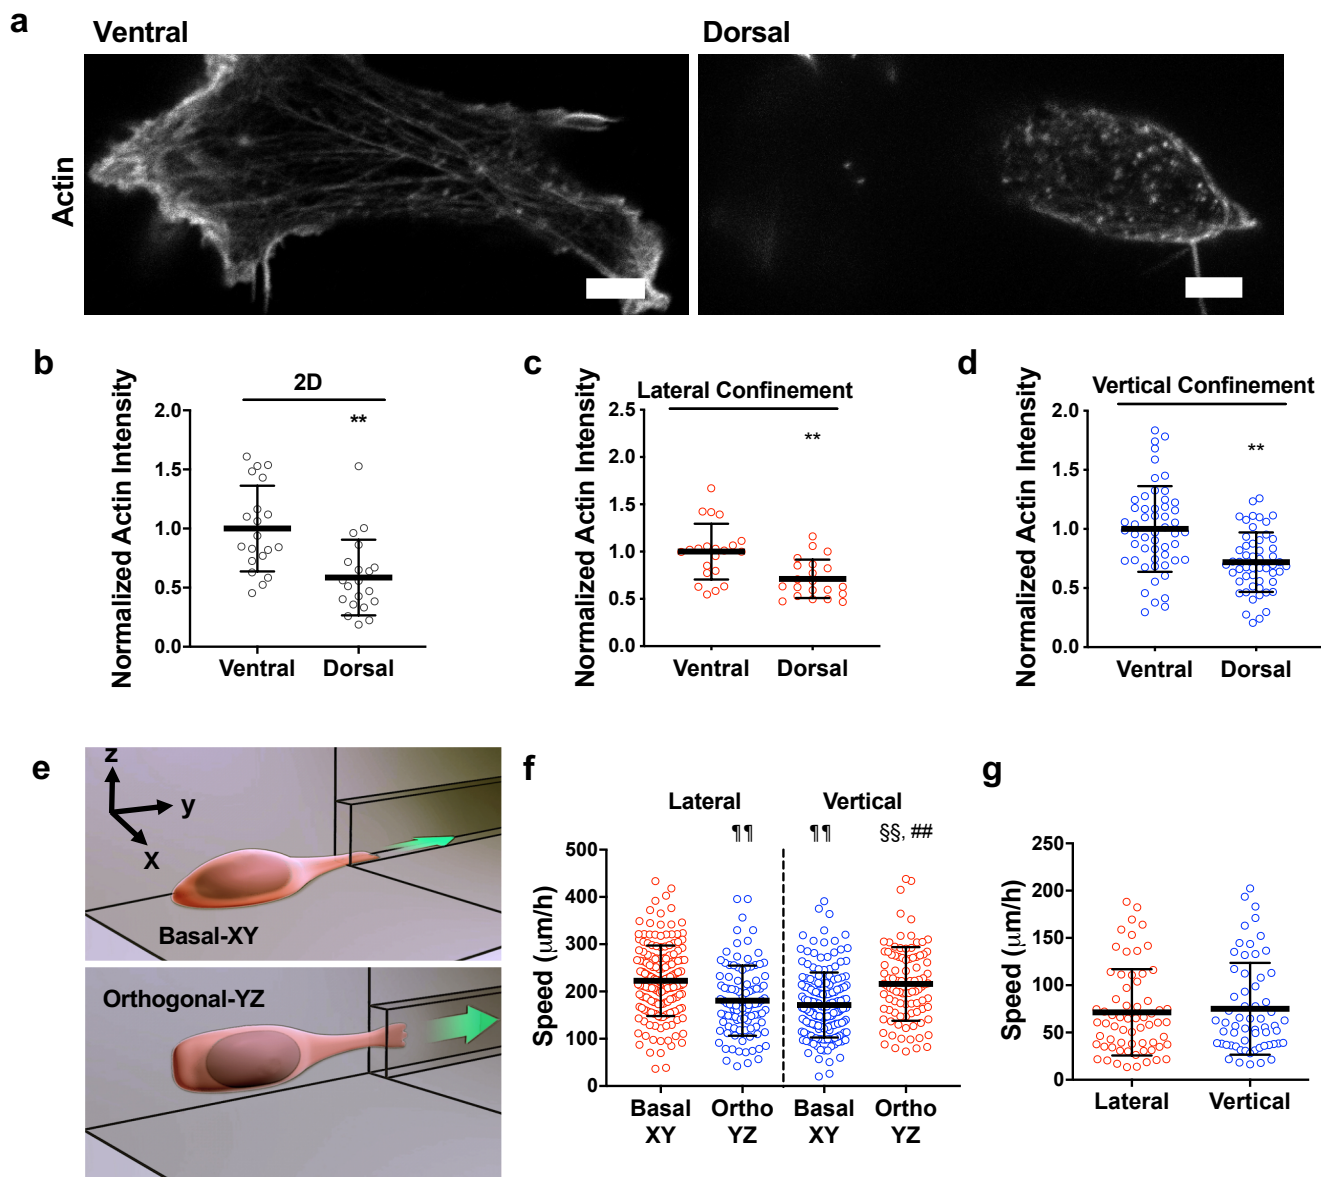 a
Ventral
Dorsal
Actin
b
2D
**
Normalized Actin Intensity
2.0
1.5
1.0
0.5
0.0
Ventral
Dorsal
c
Lateral Confinement
**
Normalized Actin Intensity
2.5
2.0
1.5
1.0
0.5
0.0
Ventral
Dorsal
d
Vertical Confinement
**
Normalized Actin Intensity
2.0
1.5
1.0
0.5
0.0
Ventral
Dorsal
e
z
y
x
Basal-XY
Orthogonal-YZ
f
Lateral
Vertical
¶¶
¶¶
§§, ##
Speed (μm/h)
500
400
300
200
100
0
Basal XY
Ortho YZ
Basal XY
Ortho YZ
g
Speed (μm/h)
250
200
150
100
50
0
Lateral
Vertical